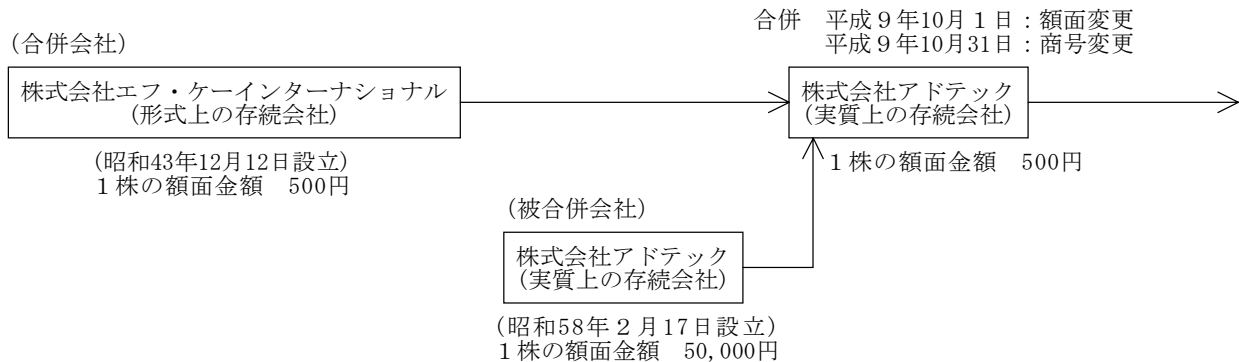 合併　平成９年10月１日：額面変更
平成９年10月31日：商号変更
(合併会社)
株式会社エフ・ケーインターナショナル
(形式上の存続会社)
株式会社アドテック
(実質上の存続会社)
(昭和43年12月12日設立)
１株の額面金額　500円
１株の額面金額　500円
(被合併会社)
株式会社アドテック
(実質上の存続会社)
(昭和58年２月17日設立)
１株の額面金額　50,000円